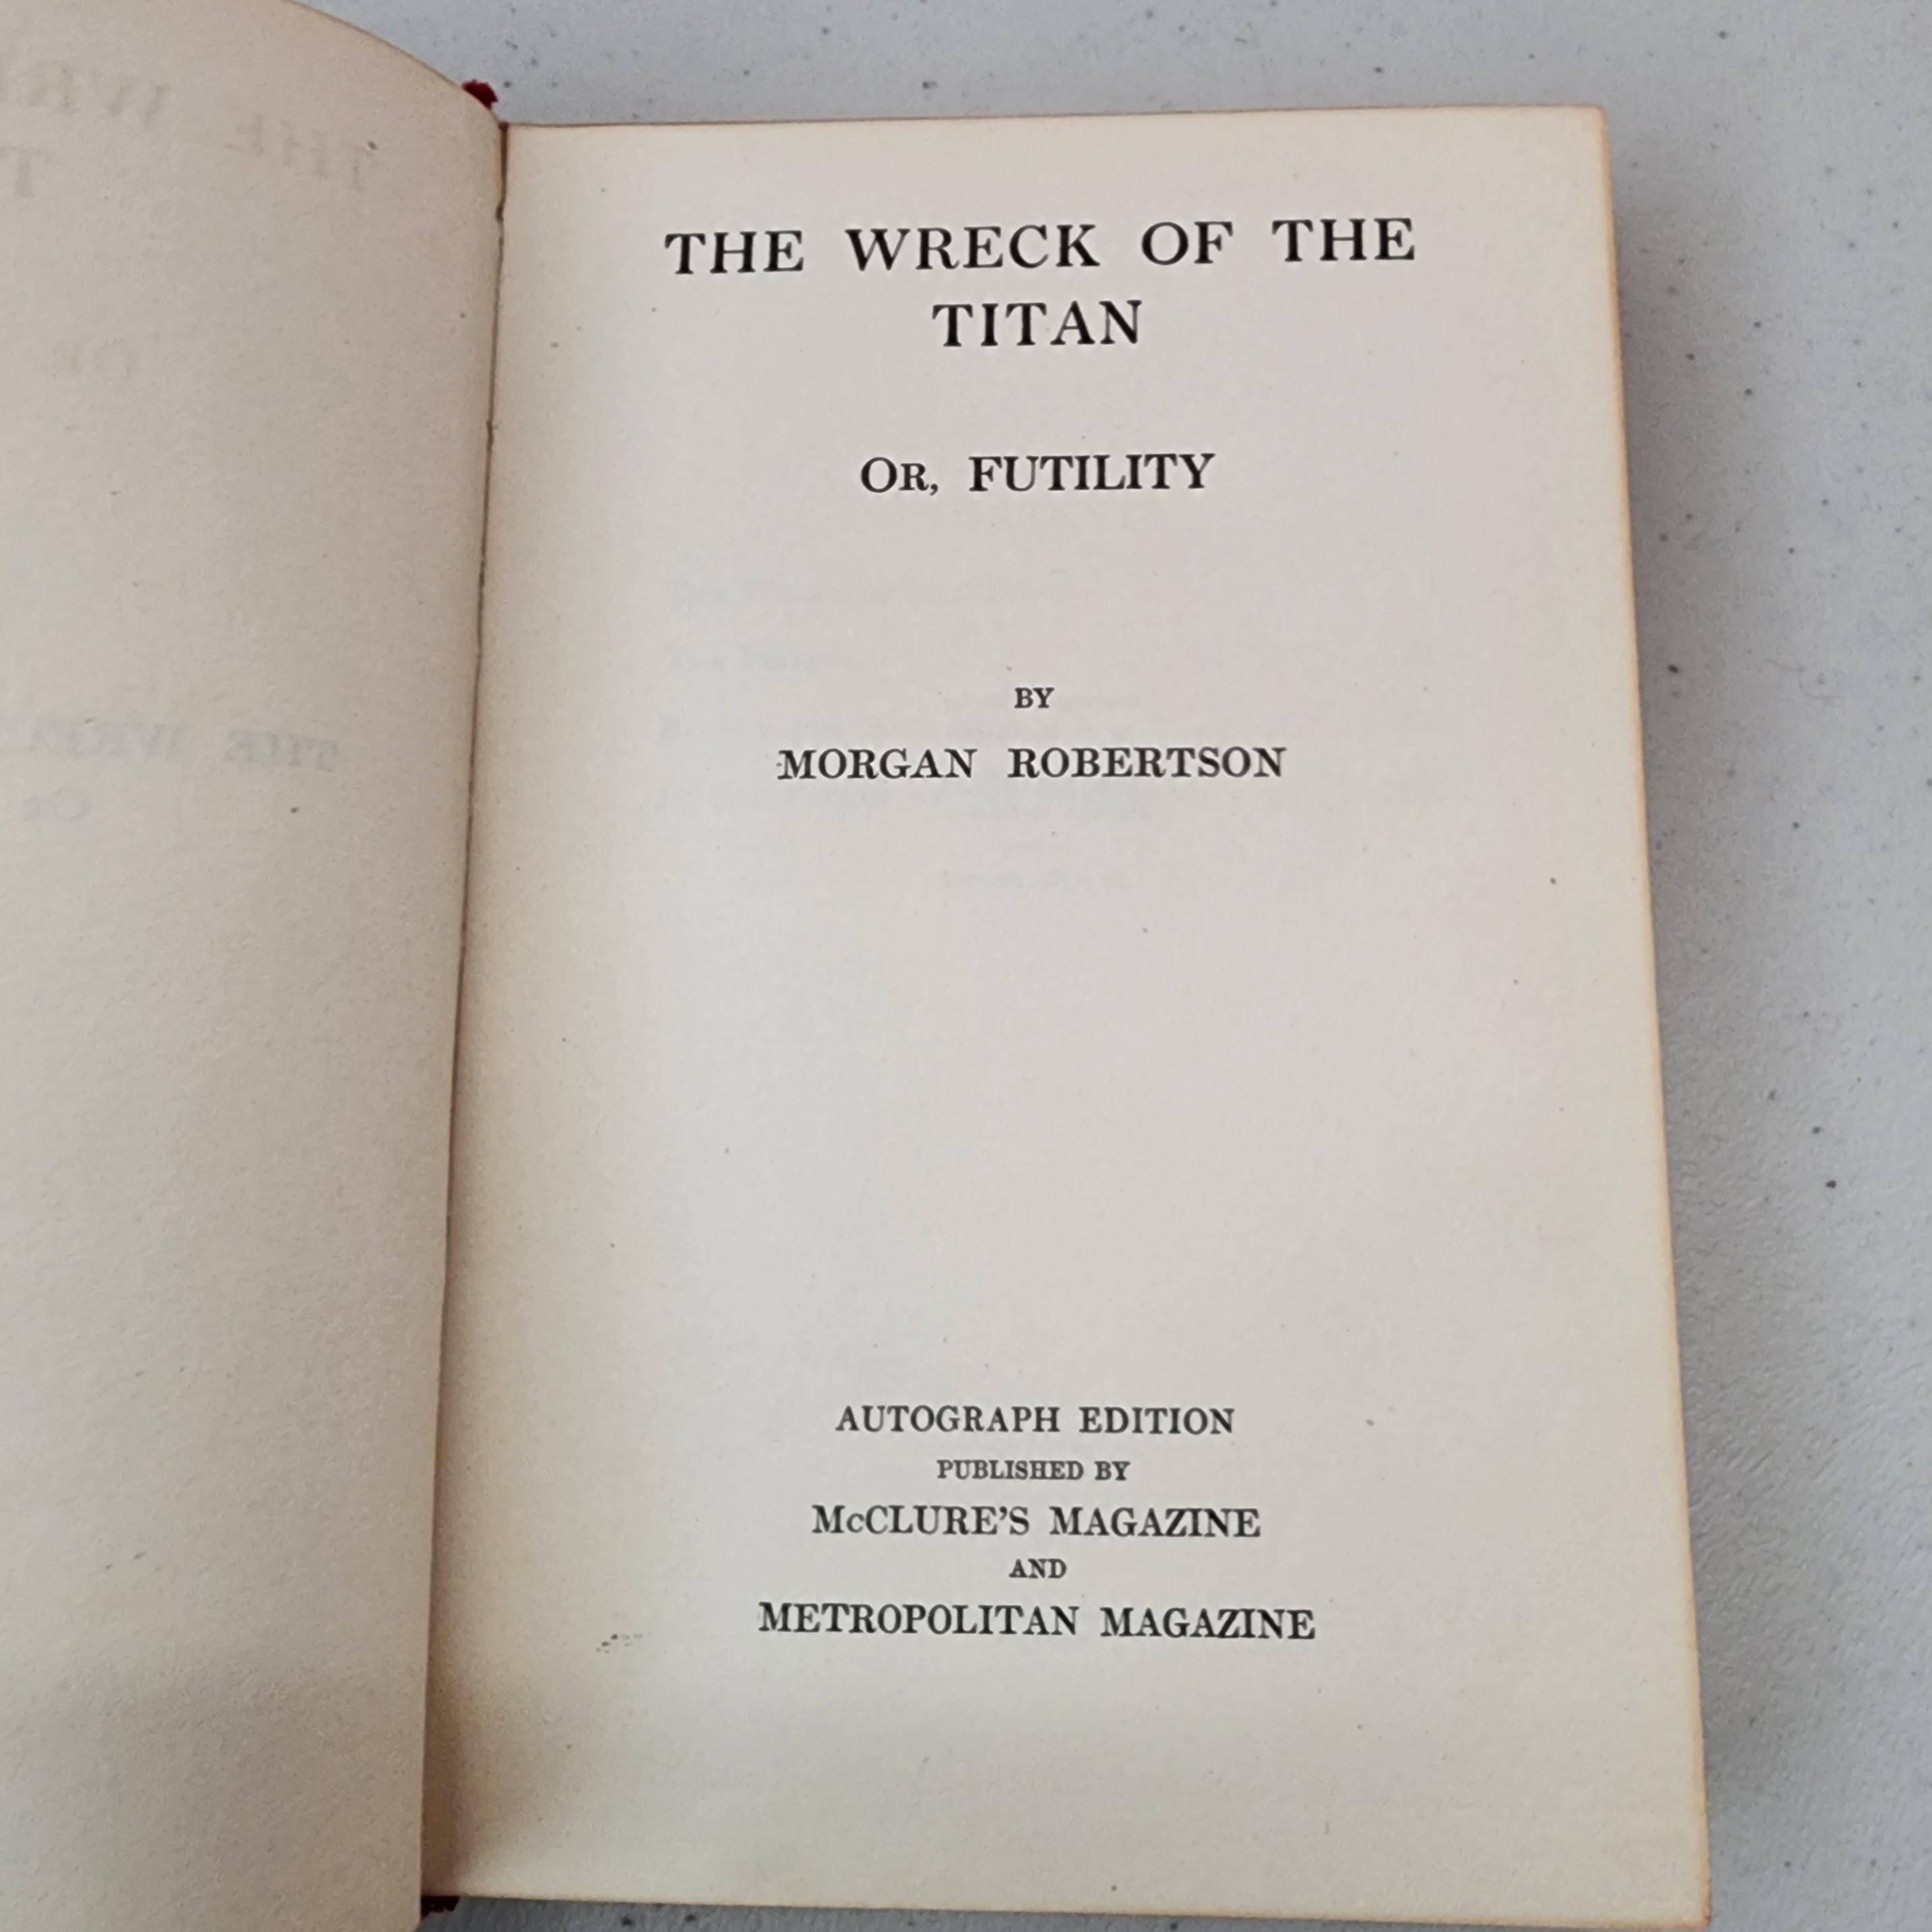 THE WRECK OF THE
TITAN
OR, FUTILITY
BY
MORGAN ROBERTSON
AUTOGRAPH EDITION
PUBLISHED BY
McCLURE'S MAGAZINE
AND
METROPOLITAN MAGAZINE